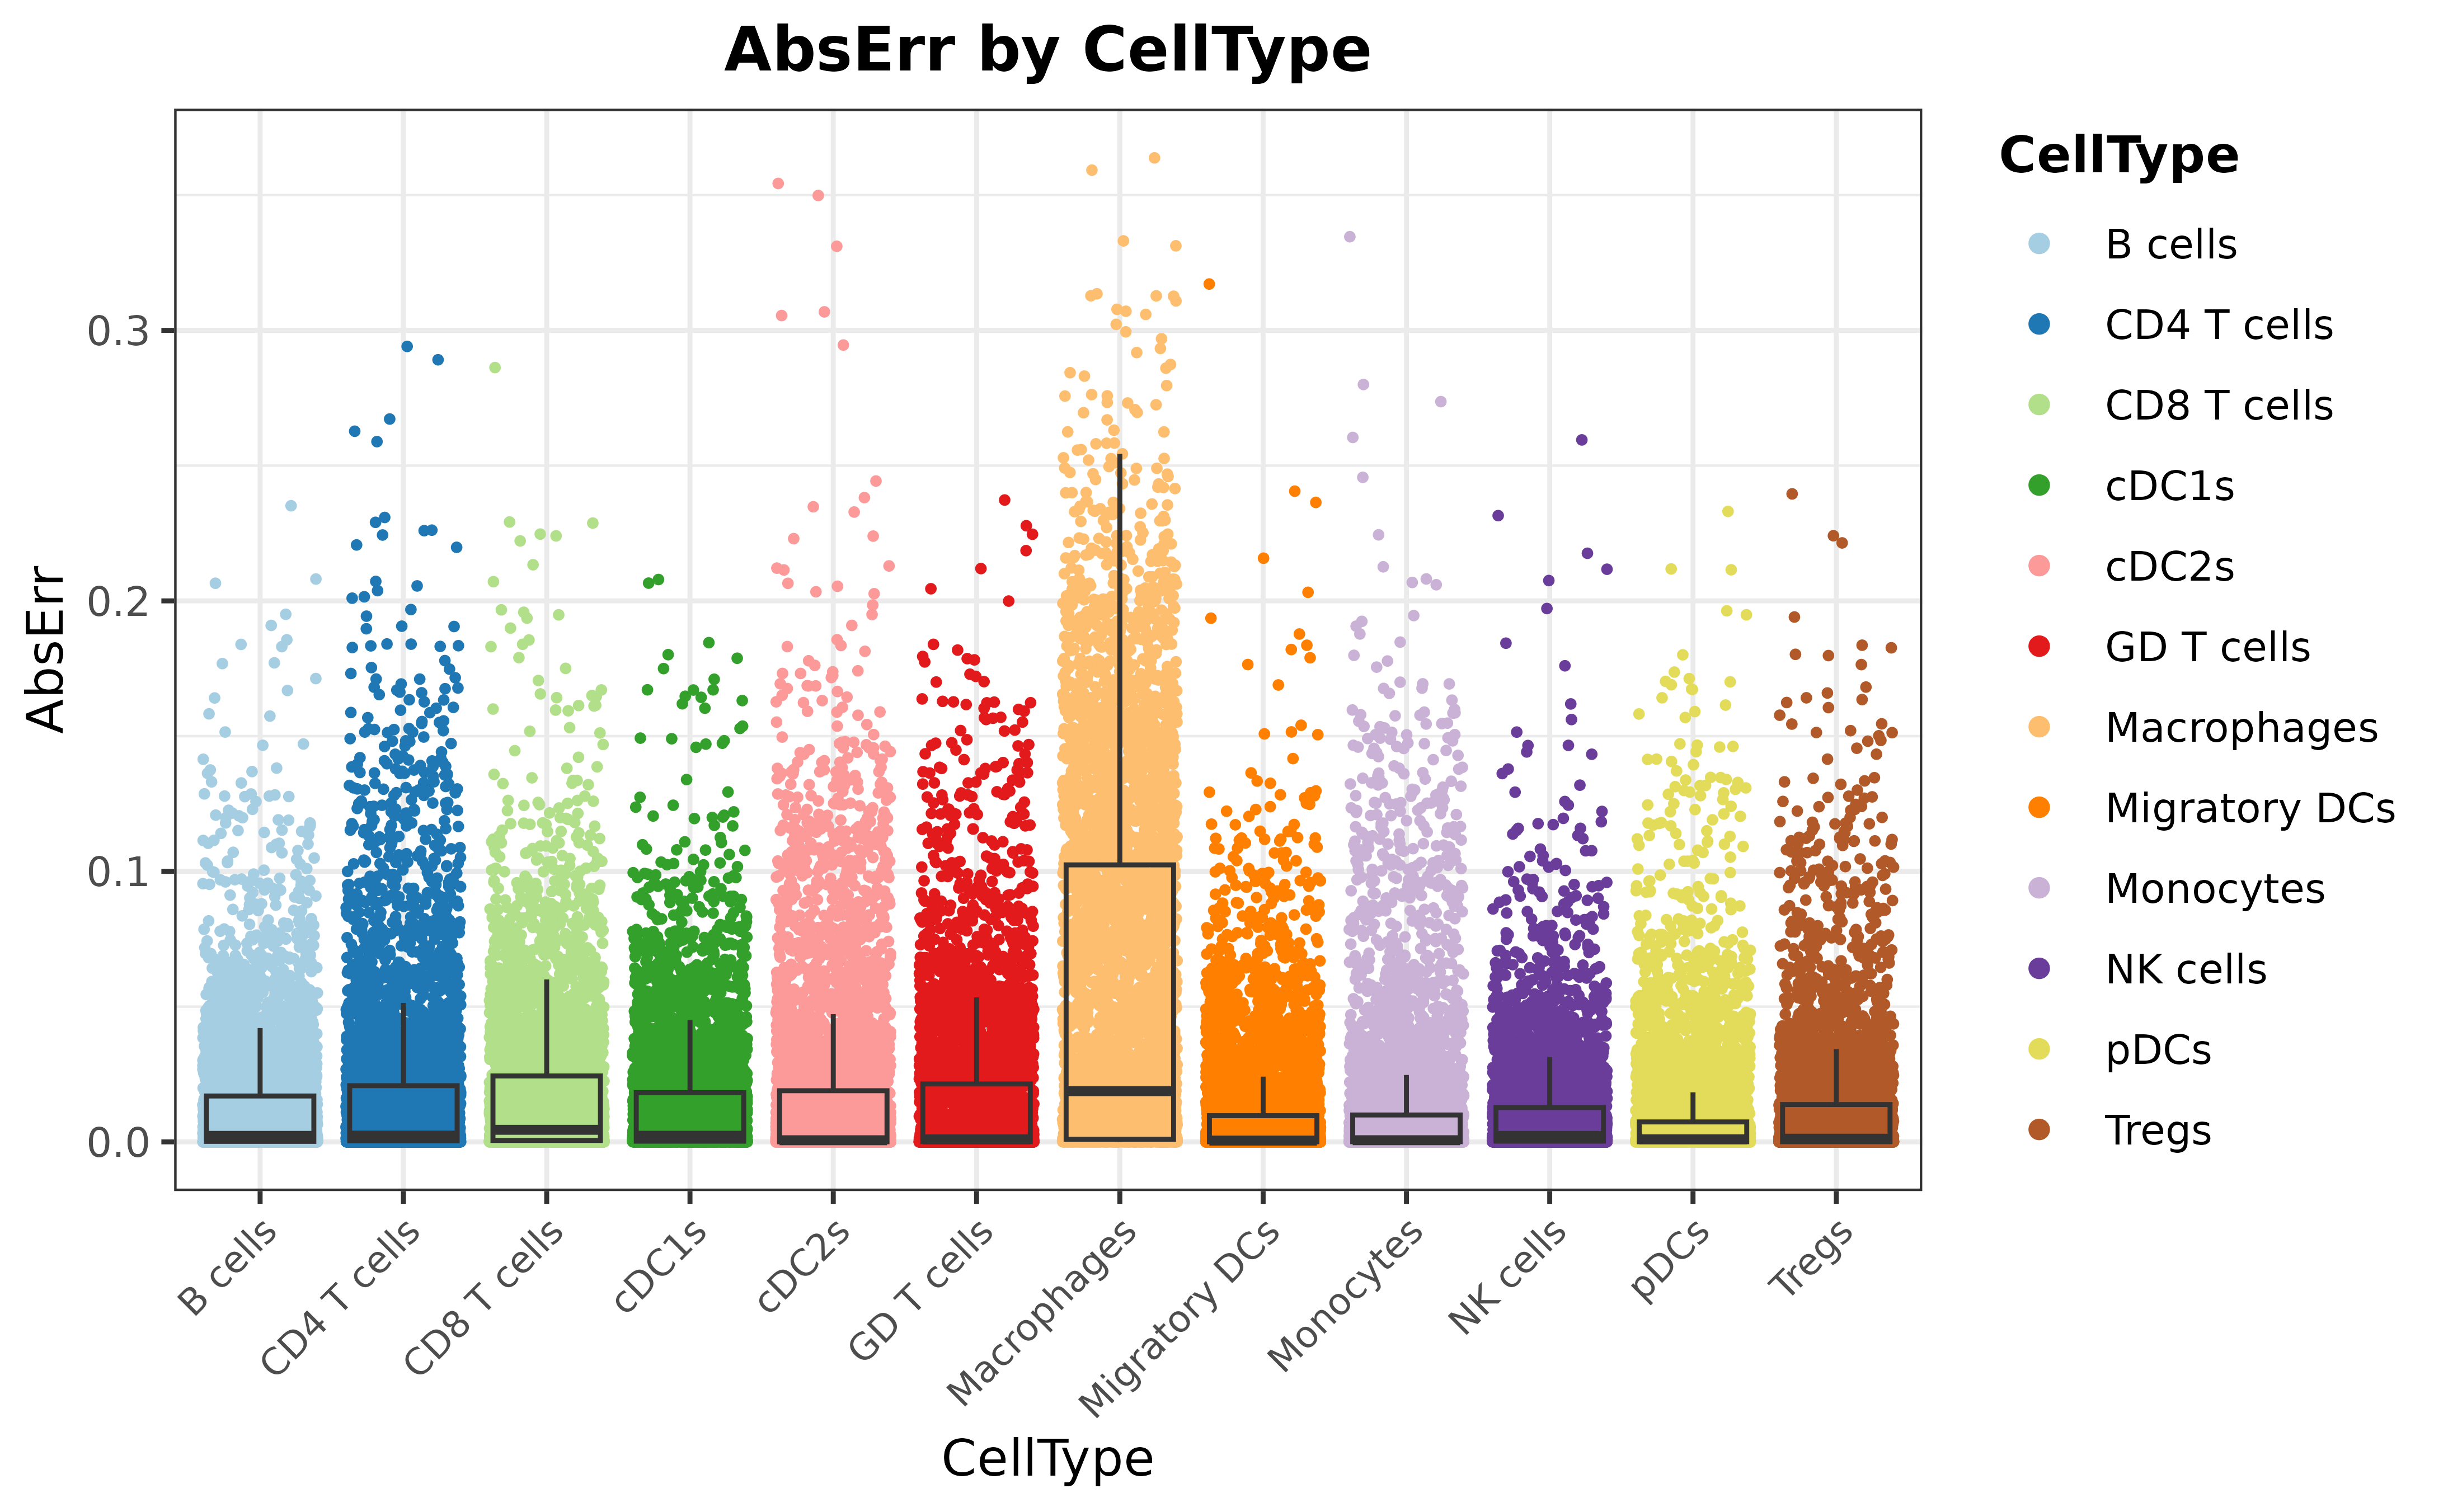 AbsErr by CellType
AbsErr
0.3
0.2
0.1
0.0
B cells
CD4 T cells
CD8 T cells
cDC1s
cDC2s
GD T cells
Macrophages
Migratory DCs
Monocytes
NK cells
pDCs
Tregs
CellType
CellType
B cells
CD4 T cells
CD8 T cells
cDC1s
cDC2s
GD T cells
Macrophages
Migratory DCs
Monocytes
NK cells
pDCs
Tregs